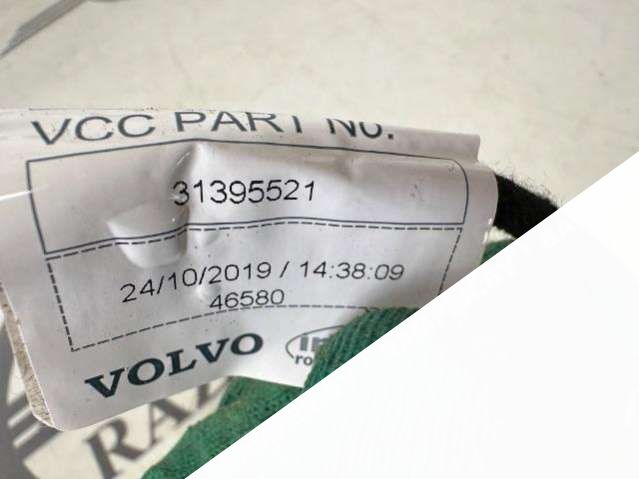 VCC PART No.
31395521
24/10/2019 / 14:38:09
46580
VOLVO